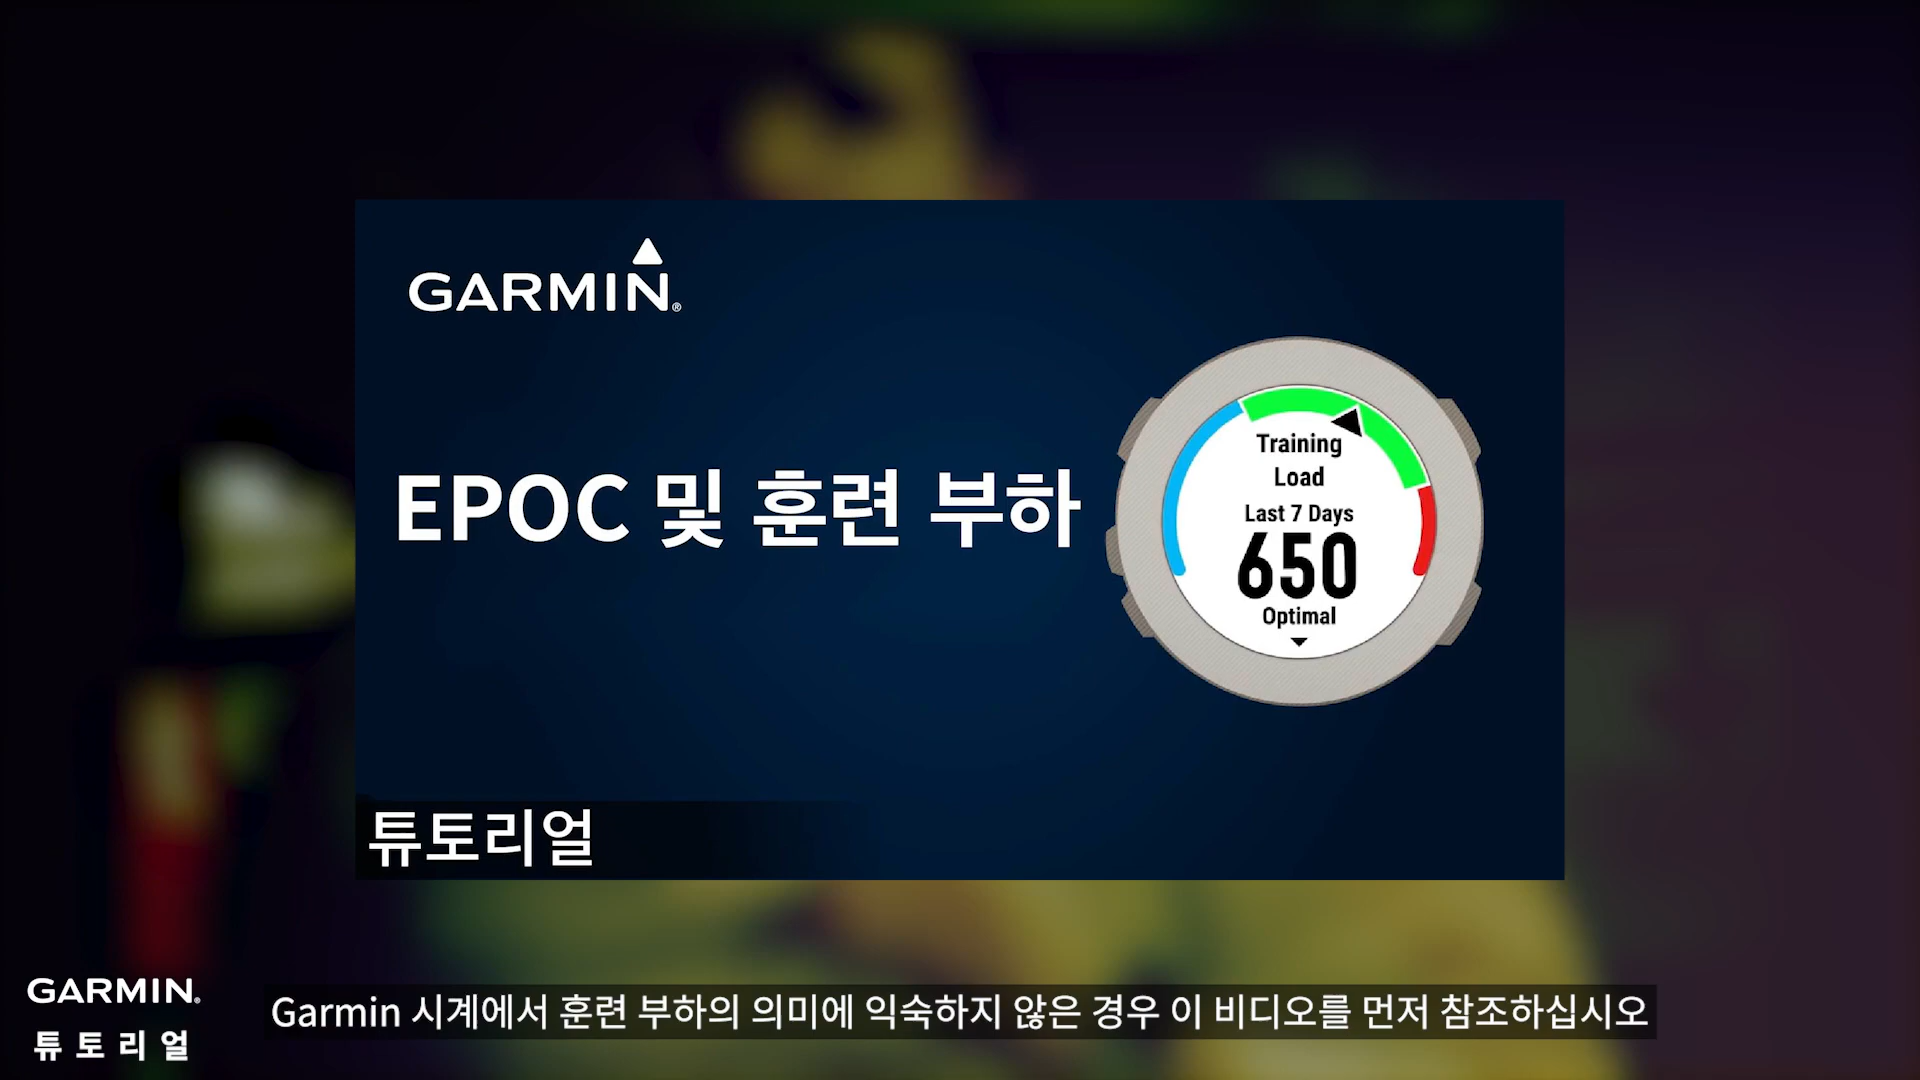 GARMIN®
EPOC 및 훈련 부하
Training
Load
Last 7 Days
650
Optimal
튜토리얼
GARMIN®
튜토리얼
Garmin 시계에서 훈련 부하의 의미에 익숙하지 않은 경우 이 비디오를 먼저 참조하십시오